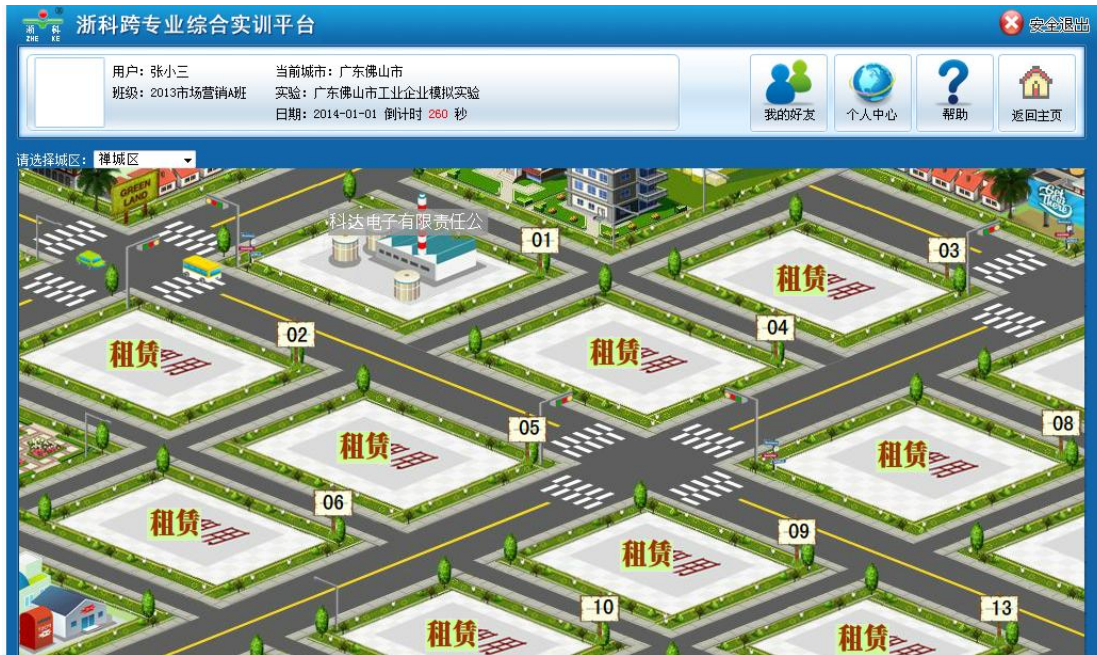 浙科
ZHE KE
浙科跨专业综合实训平台
安全退出
用户：张小三
当前城市：广东佛山市
班级：2013市场营销A班
实验：广东佛山市工业企业模拟实验
日期：2014-01-01 倒计时 260 秒
我的好友
个人中心
帮助
返回主页
请选择城区：禅城区
GREEN LAND
科达电子有限责任公
01
03
租赁
02
04
租赁
租赁
05
08
租赁
租赁
06
租赁
09
租赁
10
13
租赁
租赁